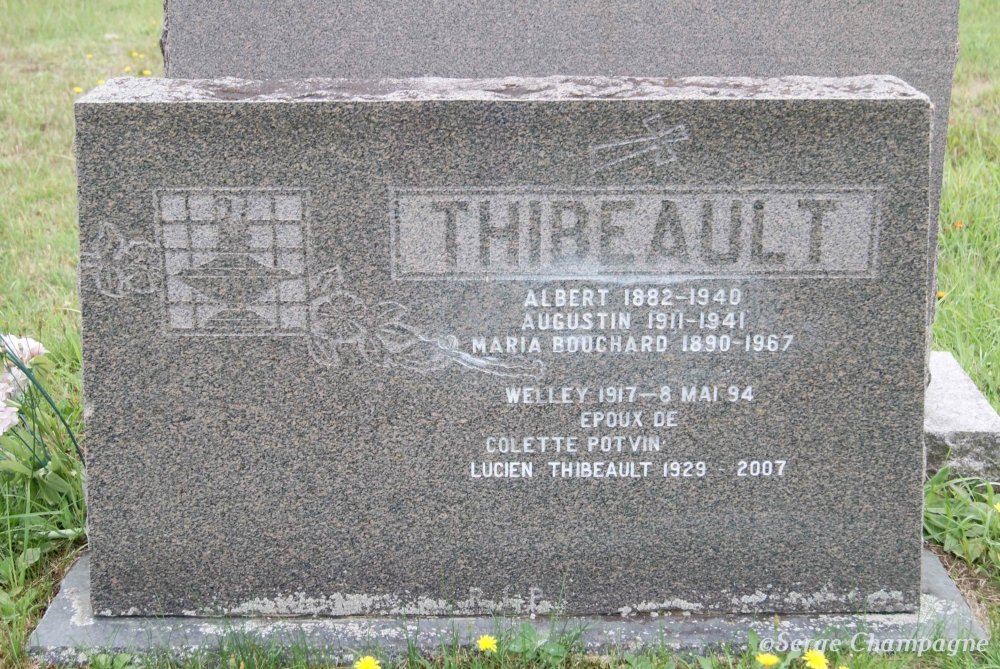 THIBEAULT
ALBERT 1882-1940
AUGUSTIN 1911-1941
MARIA BOUCHARD 1890-1967
WELLEY 1917-8 MAI 94
EPOUX DE
COLETTE POTVIN
LUCIEN THIBEAULT 1929 - 2007
R.I.P.
©Serge Champagne